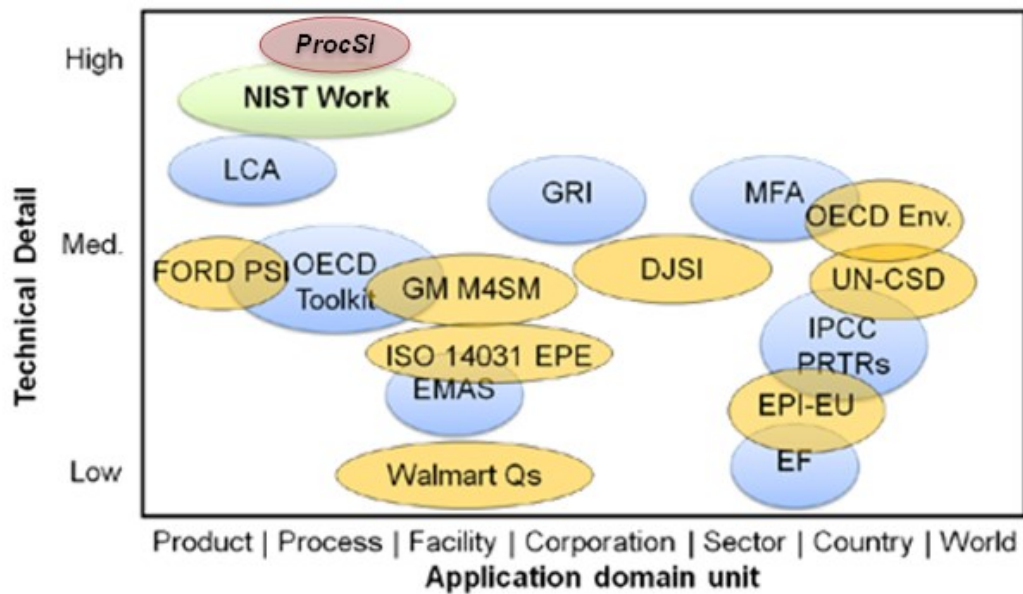 High
ProcSI
NIST Work
LCA
GRI
MFA
OECD Env.
Med.
FORD PSI
OECD
Toolkit
GM M4SM
DJSI
UN-CSD
IPCC
PRTRs
ISO 14031 EPE
EMAS
EPI-EU
Low
Walmart Qs
EF
Technical Detail
Product | Process | Facility | Corporation | Sector | Country | World
Application domain unit